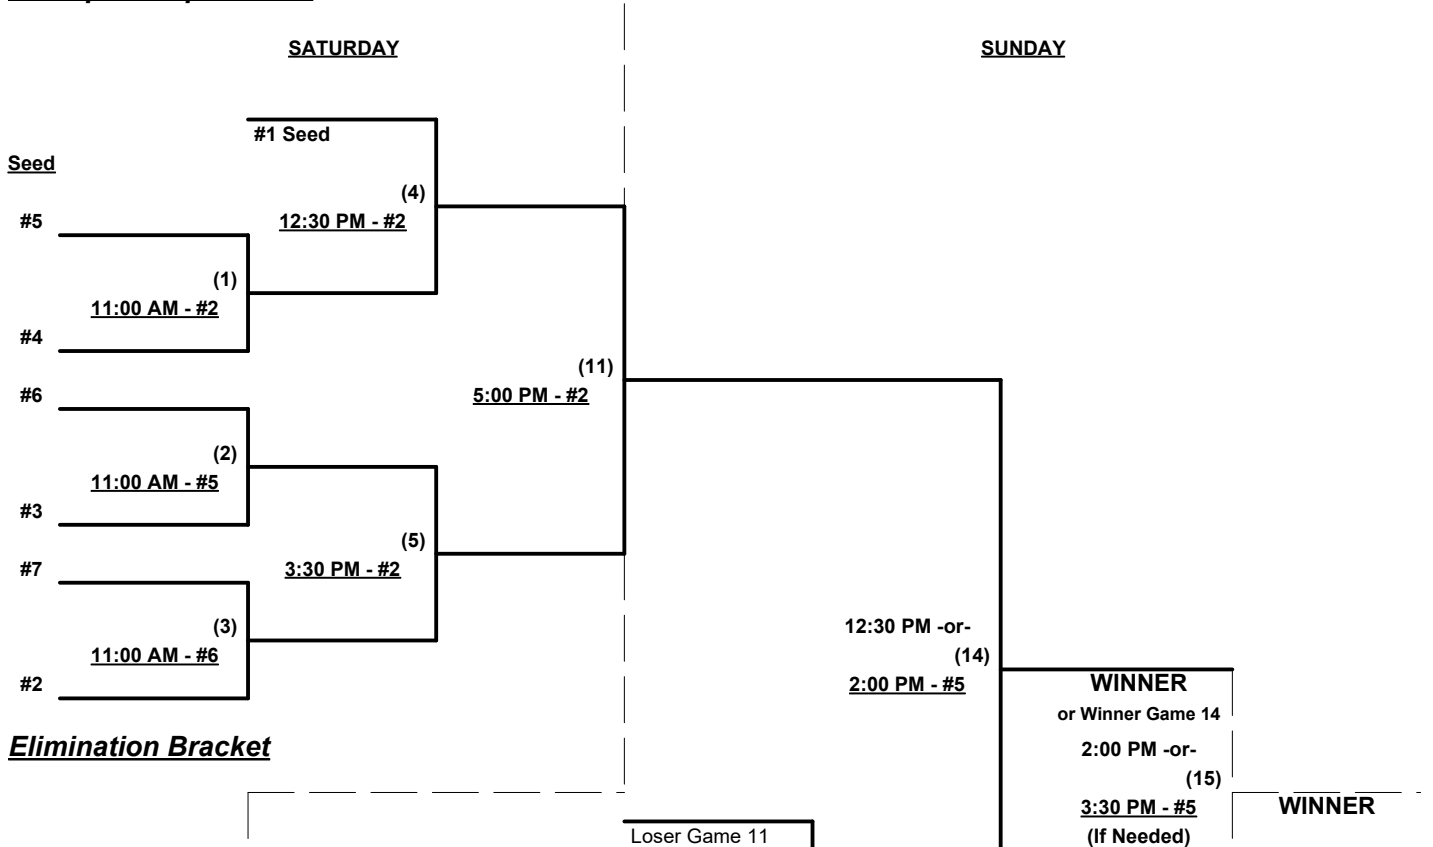 SATURDAY
SUNDAY
#1 Seed
Seed
(4)
#5
12:30 PM - #2
(1)
11:00 AM - #2
#4
(11)
#6
5:00 PM - #2
(2)
11:00 AM - #5
#3
(5)
#7
3:30 PM - #2
(3)
12:30 PM -or-
11:00 AM - #6
(14)
#2
2:00 PM - #5
WINNER
or Winner Game 14
Elimination Bracket
2:00 PM -or-
(15)
3:30 PM - #5
WINNER
Loser Game 11
(If Needed)